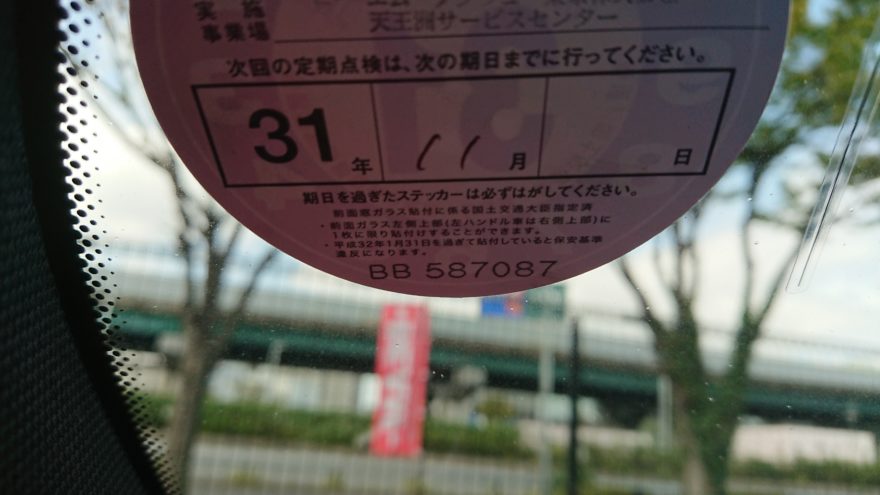 実施
事業場
天王洲サービスセンター
次回の定期点検は、次の期日までに行ってください。
31年 11月 日
期日を過ぎたステッカーは必ずはがしてください。
前面窓ガラス貼付に係る国土交通大臣指定済
・前面ガラス左側上部(左ハンドル車は右側上部)に
1枚に限り貼付けすることができます。
・平成32年1月31日を過ぎて貼付していると保安基準
違反になります。
BB 587087